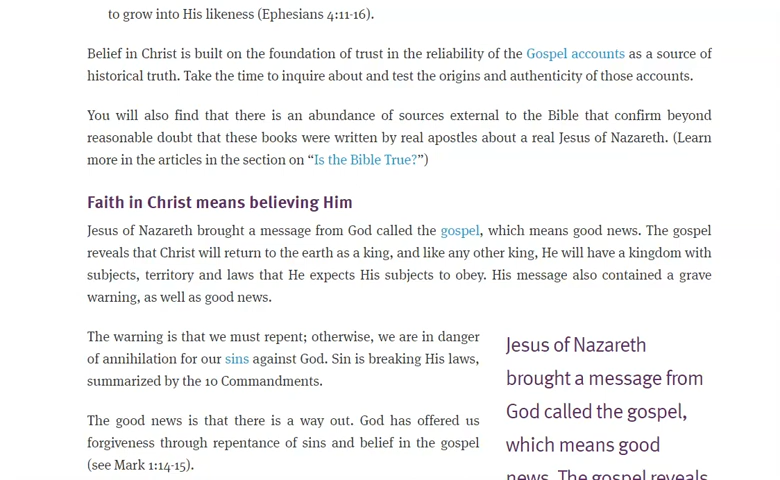 to grow into His likeness (Ephesians 4:11-16).
Belief in Christ is built on the foundation of trust in the reliability of the Gospel accounts as a source of
historical truth. Take the time to inquire about and test the origins and authenticity of those accounts.
You will also find that there is an abundance of sources external to the Bible that confirm beyond
reasonable doubt that these books were written by real apostles about a real Jesus of Nazareth. (Learn
more in the articles in the section on “Is the Bible True?”)
Faith in Christ means believing Him
Jesus of Nazareth brought a message from God called the gospel, which means good news. The gospel
reveals that Christ will return to the earth as a king, and like any other king, He will have a kingdom with
subjects, territory and laws that He expects His subjects to obey. His message also contained a grave
warning, as well as good news.
The warning is that we must repent; otherwise, we are in danger
of annihilation for our sins against God. Sin is breaking His laws,
summarized by the 10 Commandments.
The good news is that there is a way out. God has offered us
forgiveness through repentance of sins and belief in the gospel
(see Mark 1:14-15).
Jesus of Nazareth
brought a message from
God called the gospel,
which means good
news. The gospel reveals